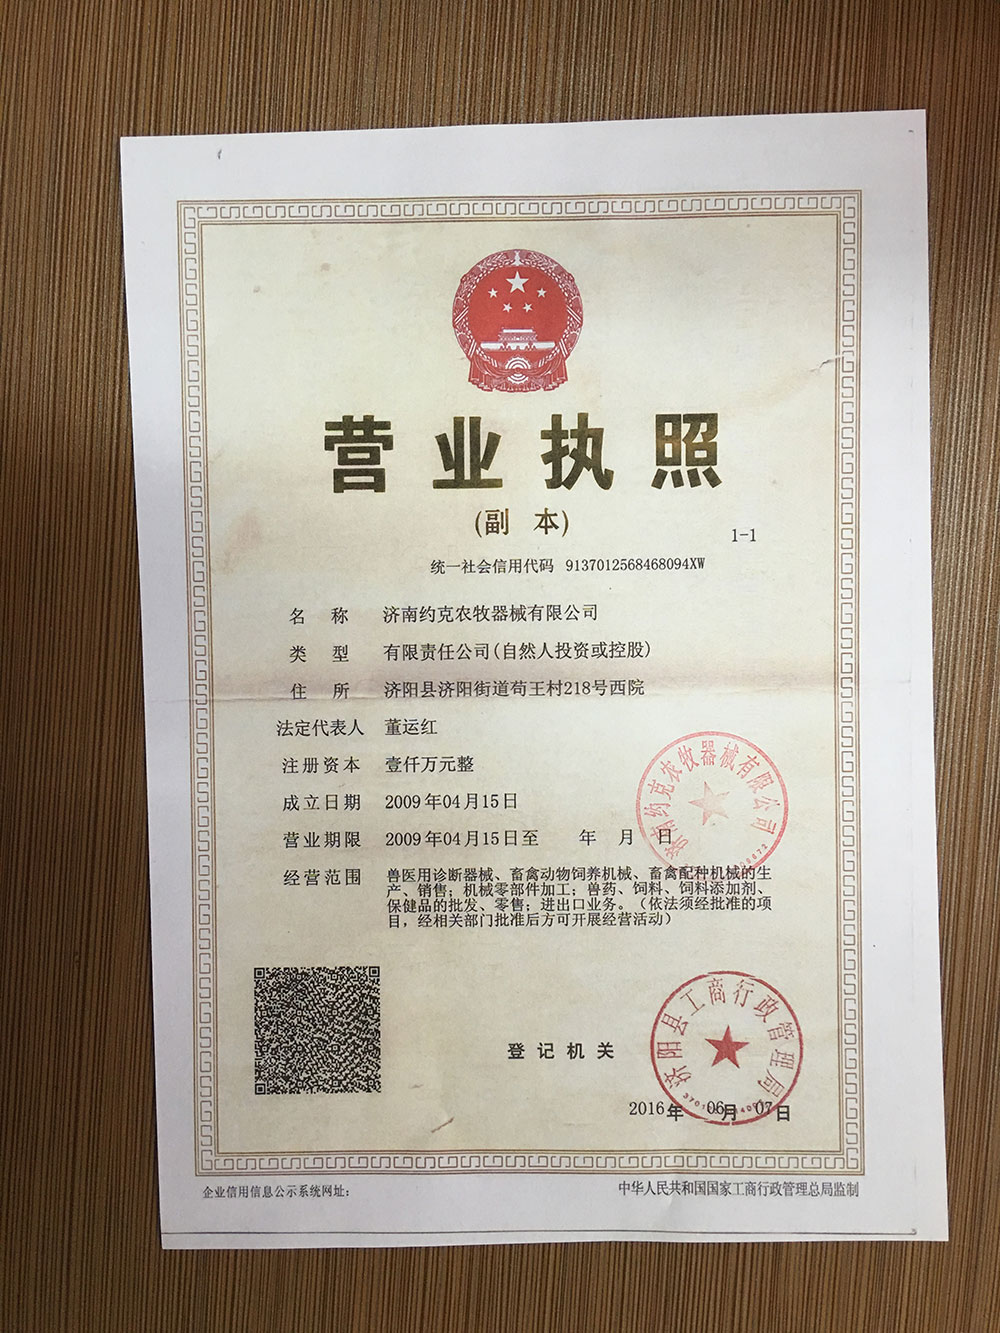 营业执照
(副 本)
1-1
统一社会信用代码 91370125684680​94XW
名 称 济南约克农牧器械有限公司
类 型 有限责任公司(自然人投资或控股)
住 所 济阳县济阳街道苟王村218号西院
法定代表人 董运红
注册资本 壹仟万元整
成立日期 2009年04月15日
营业期限 2009年04月15日至 年 月 日
经营范围 兽医用诊断器械、畜禽动物饲养机械、畜禽配种机械的生
产、销售；机械零部件加工；兽药、饲料、饲料添加剂、
保健品的批发、零售；进出口业务。（依法须经批准的项
目，经相关部门批准后方可开展经营活动）
济南约克农牧器械有限公司
济阳县工商行政管理局
登记机关
2016年 06月 07日
企业信用信息公示系统网址：
中华人民共和国国家工商行政管理总局监制